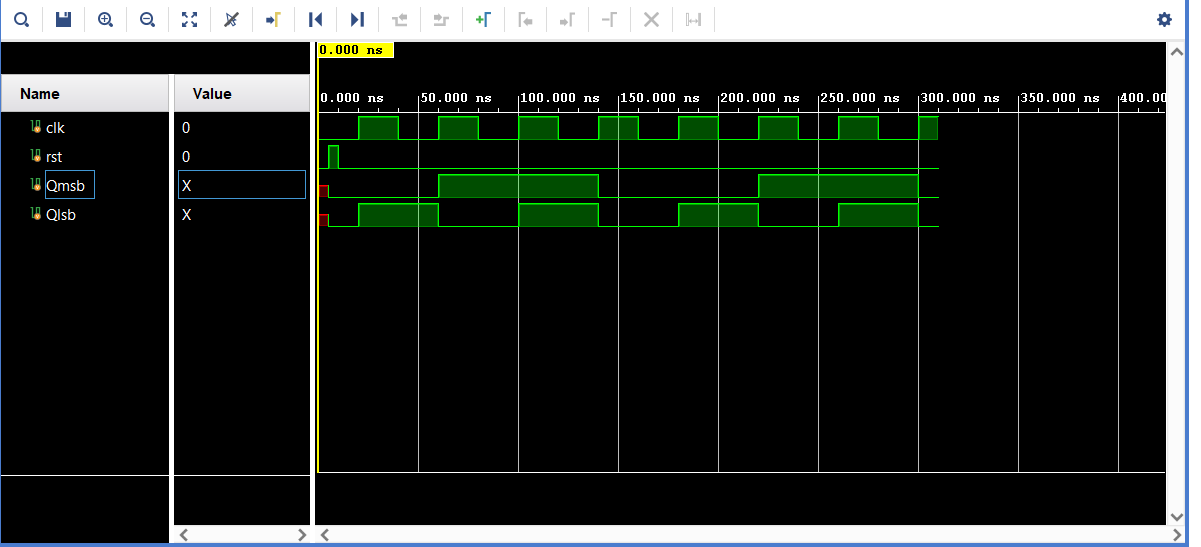 0.000 ns
Name Value 0.000 ns 50.000 ns 100.000 ns 150.000 ns 200.000 ns 250.000 ns 300.000 ns 350.000 ns 400.0
clk 0
rst 0
Qmsb X
Qlsb X